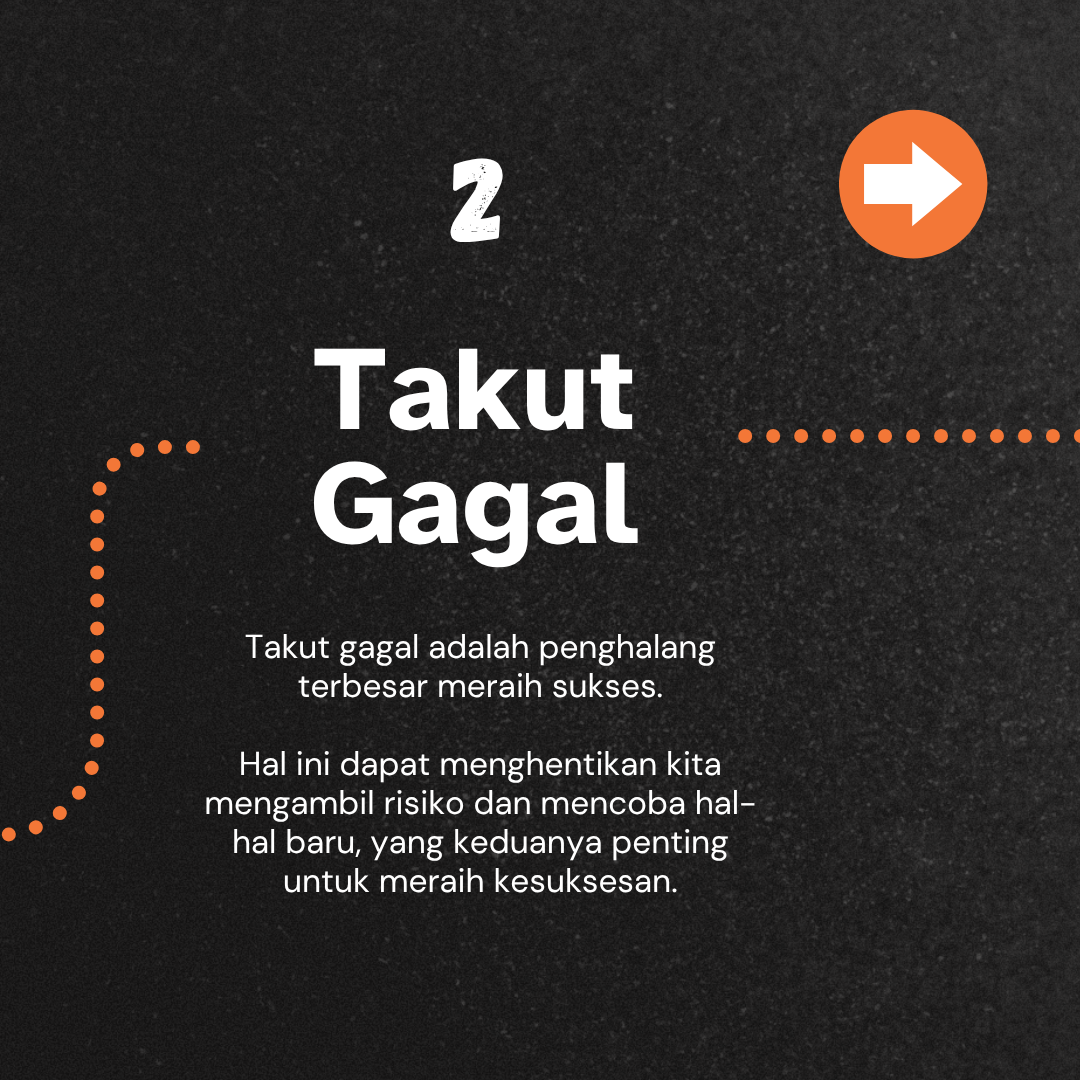 2
Takut
Gagal
Takut gagal adalah penghalang
terbesar meraih sukses.
Hal ini dapat menghentikan kita
mengambil risiko dan mencoba hal-
hal baru, yang keduanya penting
untuk meraih kesuksesan.